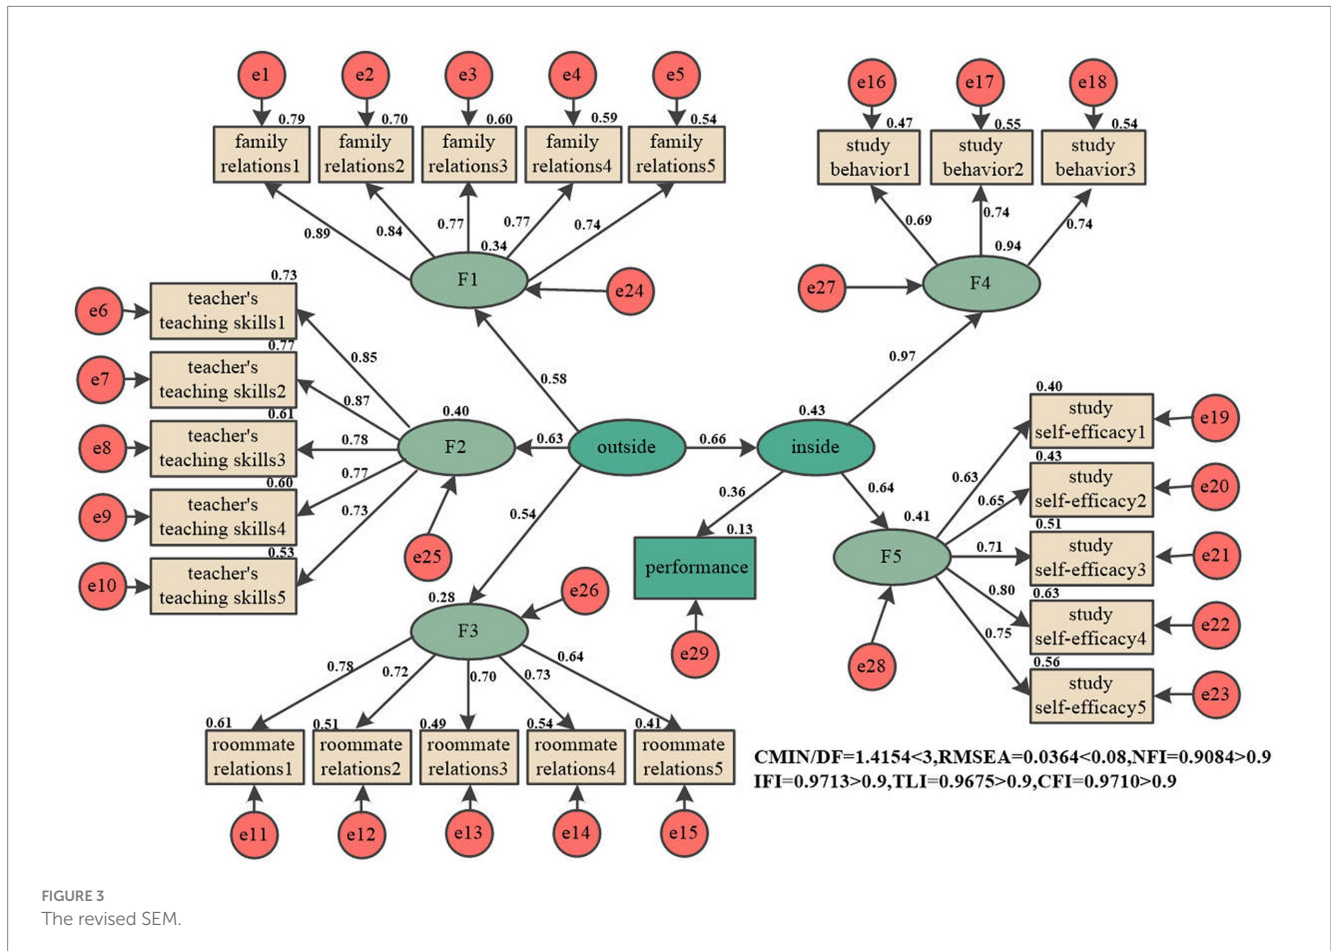 e1
e2
e3
e4
e5
0.79
0.70
0.60
0.59
0.54
family
relations1
family
relations2
family
relations3
family
relations4
family
relations5
0.89
0.84
0.77
0.77
0.74
0.34
F1
e24
e16
e17
e18
0.47
0.55
0.54
study
behavior1
study
behavior2
study
behavior3
0.69
0.74
0.74
0.94
F4
e27
e6
e7
e8
e9
e10
0.73
teacher's
teaching skills1
0.77
teacher's
teaching skills2
0.61
teacher's
teaching skills3
0.60
teacher's
teaching skills4
0.53
teacher's
teaching skills5
0.85
0.87
0.78
0.77
0.73
0.40
F2
e25
0.58
0.63
0.54
outside
0.66
0.43
inside
0.97
0.36
0.64
0.13
performance
e29
0.41
F5
e28
0.63
0.65
0.71
0.80
0.75
0.40
study
self-efficacy1
0.43
study
self-efficacy2
0.51
study
self-efficacy3
0.63
study
self-efficacy4
0.56
study
self-efficacy5
e19
e20
e21
e22
e23
0.28
F3
e26
0.78
0.72
0.70
0.73
0.64
0.61
0.51
0.49
0.54
0.41
roommate
relations1
roommate
relations2
roommate
relations3
roommate
relations4
roommate
relations5
e11
e12
e13
e14
e15
CMIN/DF=1.4154<3,RMSEA=0.0364<0.08,NFI=0.9084>0.9
IFI=0.9713>0.9,TLI=0.9675>0.9,CFI=0.9710>0.9
FIGURE 3
The revised SEM.